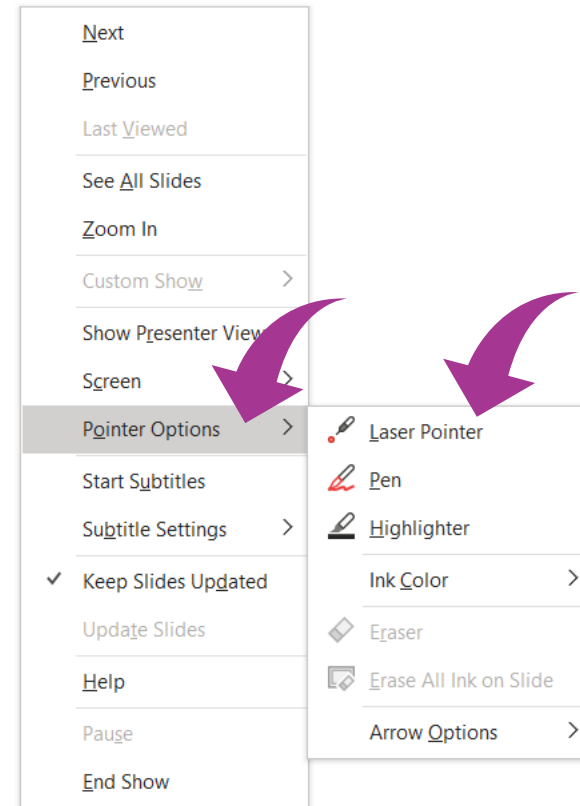 Next
Previous
Last Viewed
See All Slides
Zoom In
Custom Show
Show Presenter View
Screen
Pointer Options
Start Subtitles
Subtitle Settings
Keep Slides Updated
Update Slides
Help
Pause
End Show
Laser Pointer
Pen
Highlighter
Ink Color
Eraser
Erase All Ink on Slide
Arrow Options